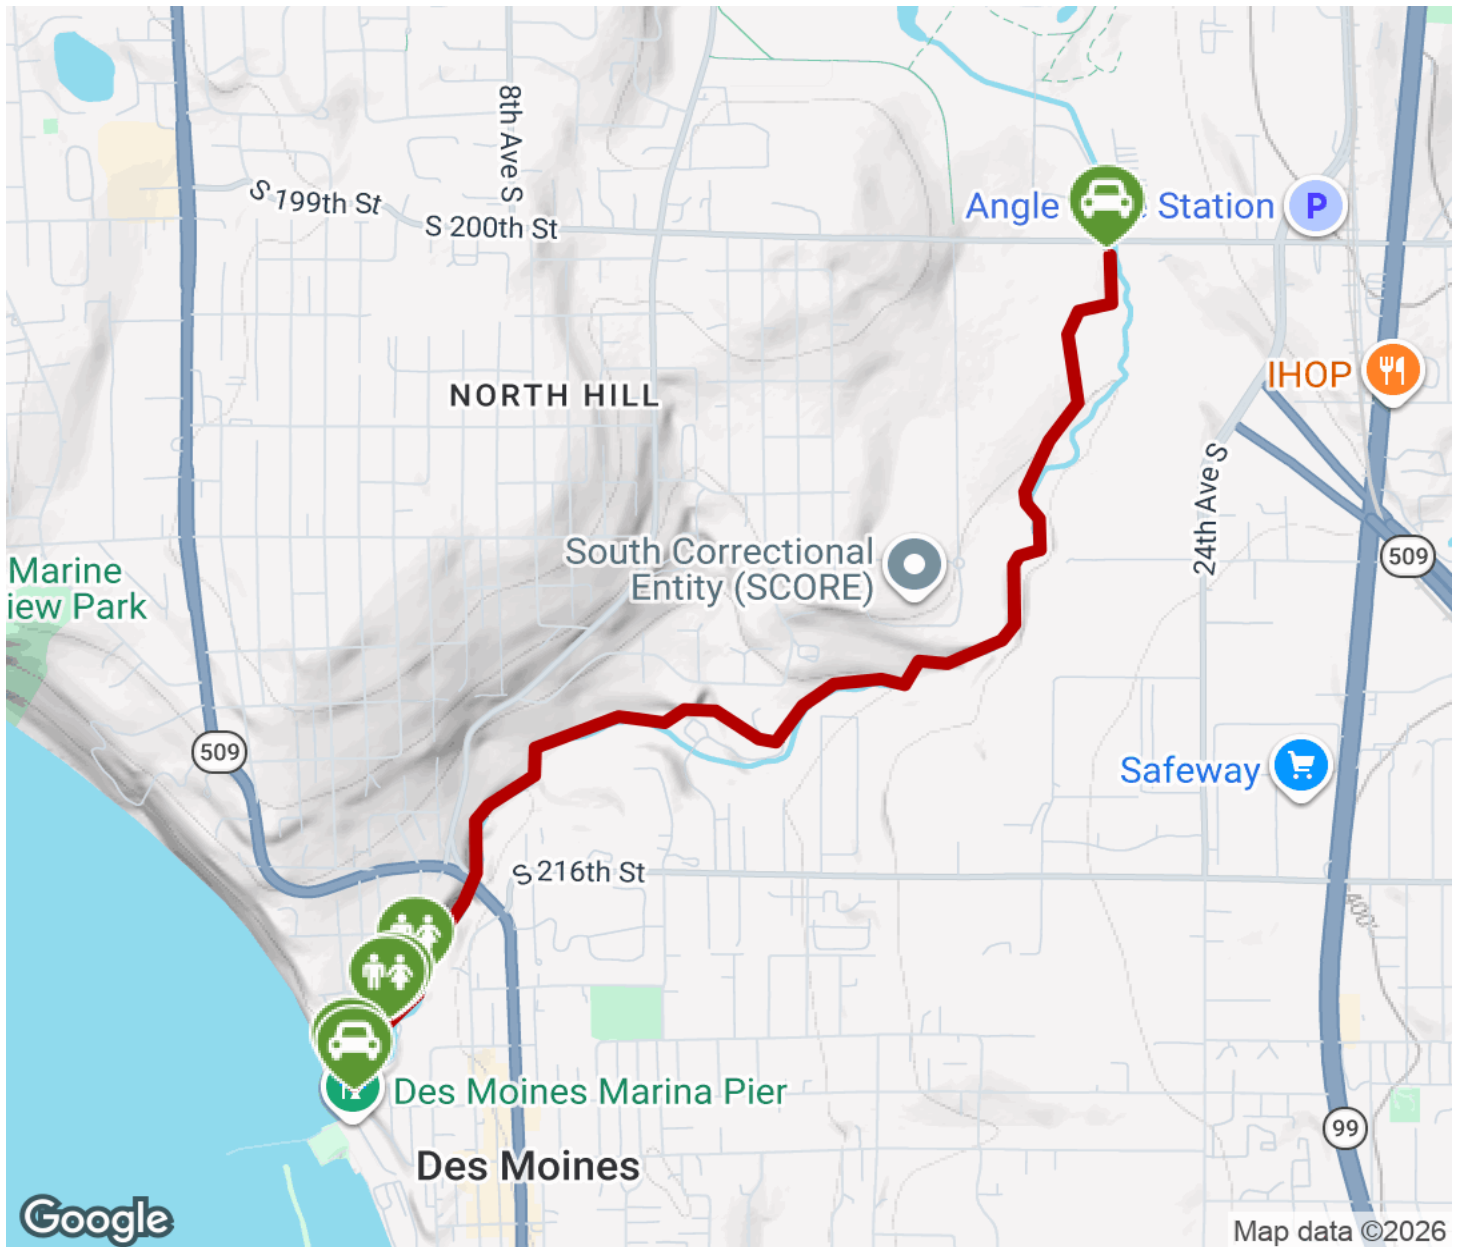 8th Ave S
S 199th St
S 200th St
Angle
Station
P
IHOP
NORTH HILL
24th Ave S
South Correctional
Entity (SCORE)
509
Marine
iew Park
509
Safeway
S 216th St
400'
Des Moines Marina Pier
99
Des Moines
Google
Map data ©2026